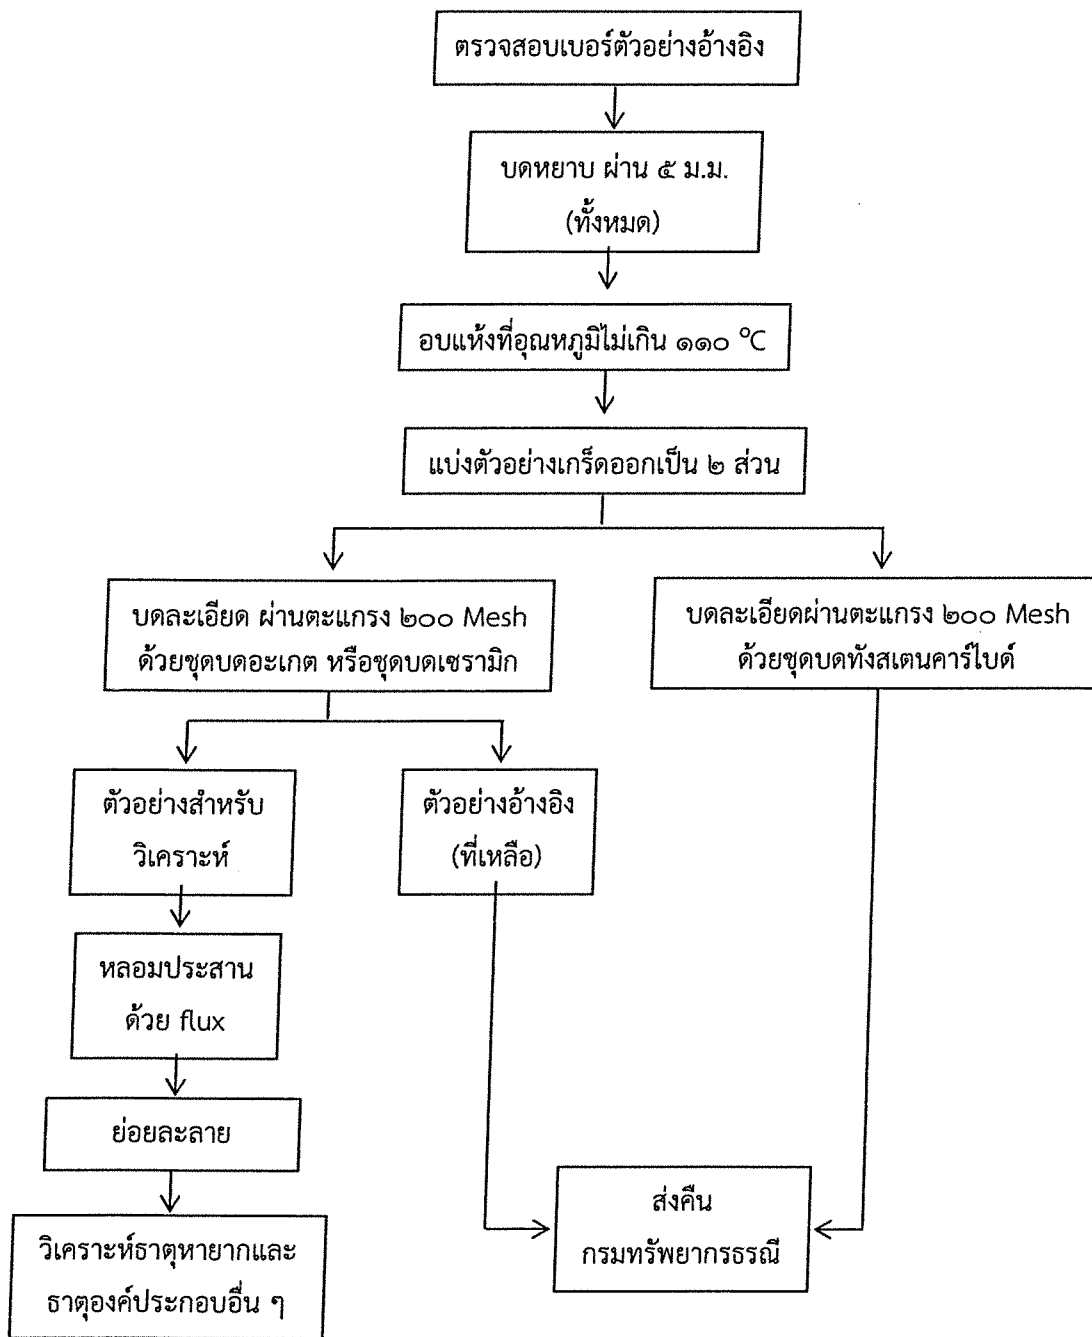 ตรวจสอบเบอร์ตัวอย่างอ้างอิง
บดหยาบ ผ่าน ๕ ม.ม.
(ทั้งหมด)
อบแห้งที่อุณหภูมิไม่เกิน ๑๑๐ °C
แบ่งตัวอย่างเกร็ดออกเป็น ๒ ส่วน
บดละเอียด ผ่านตะแกรง ๒๐๐ Mesh
ด้วยชุดบดอะเกต หรือชุดบดเซรามิก
บดละเอียดผ่านตะแกรง ๒๐๐ Mesh
ด้วยชุดบดทังสเตนคาร์ไบด์
ตัวอย่างสำหรับ
วิเคราะห์
ตัวอย่างอ้างอิง
(ที่เหลือ)
หลอมประสาน
ด้วย flux
ย่อยละลาย
วิเคราะห์ธาตุหายากและ
ธาตุองค์ประกอบอื่น ๆ
ส่งคืน
กรมทรัพยากรธรณี